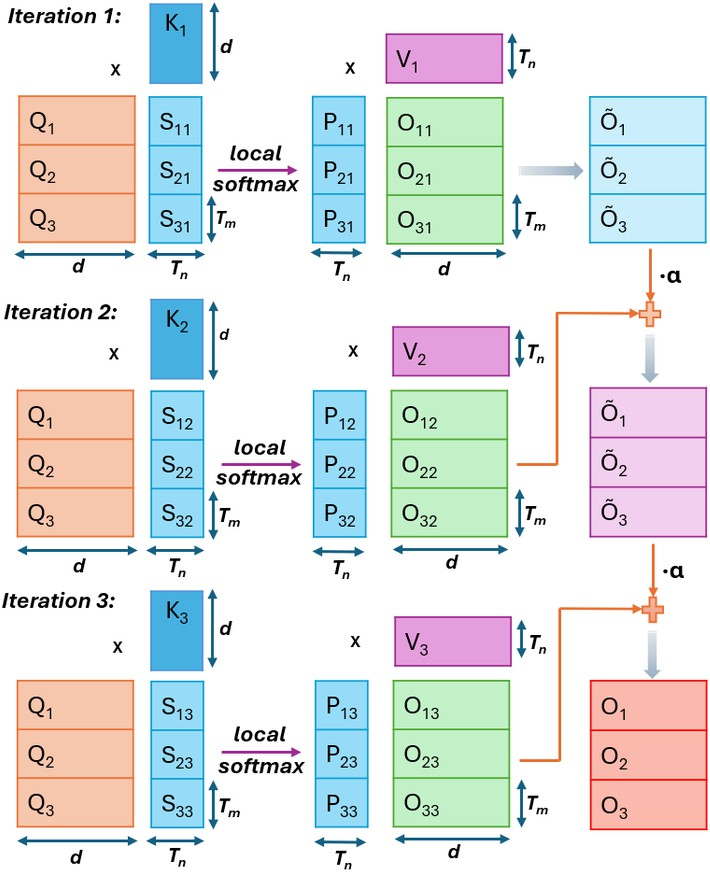 Iteration 1:
K₁
d
x
x
V₁
Tₙ
Q₁
S₁₁
P₁₁
O₁₁
Õ₁
local
softmax
Q₂
S₂₁
P₂₁
O₂₁
Õ₂
Q₃
S₃₁
Tₘ
P₃₁
O₃₁
Tₘ
Õ₃
d
Tₙ
Tₙ
d
·α
Iteration 2:
K₂
d
x
x
V₂
Tₙ
Q₁
S₁₂
P₁₂
O₁₂
Õ₁
local
softmax
Q₂
S₂₂
P₂₂
O₂₂
Õ₂
Q₃
S₃₂
Tₘ
P₃₂
O₃₂
Tₘ
Õ₃
d
Tₙ
Tₙ
d
·α
Iteration 3:
K₃
d
x
x
V₃
Tₙ
Q₁
S₁₃
P₁₃
O₁₃
O₁
local
softmax
Q₂
S₂₃
P₂₃
O₂₃
O₂
Q₃
S₃₃
Tₘ
P₃₃
O₃₃
Tₘ
O₃
d
Tₙ
Tₙ
d